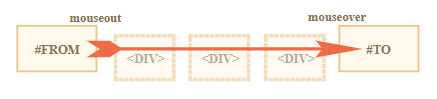 mouseout mouseover
#FROM <DIV> <DIV> <DIV> #TO